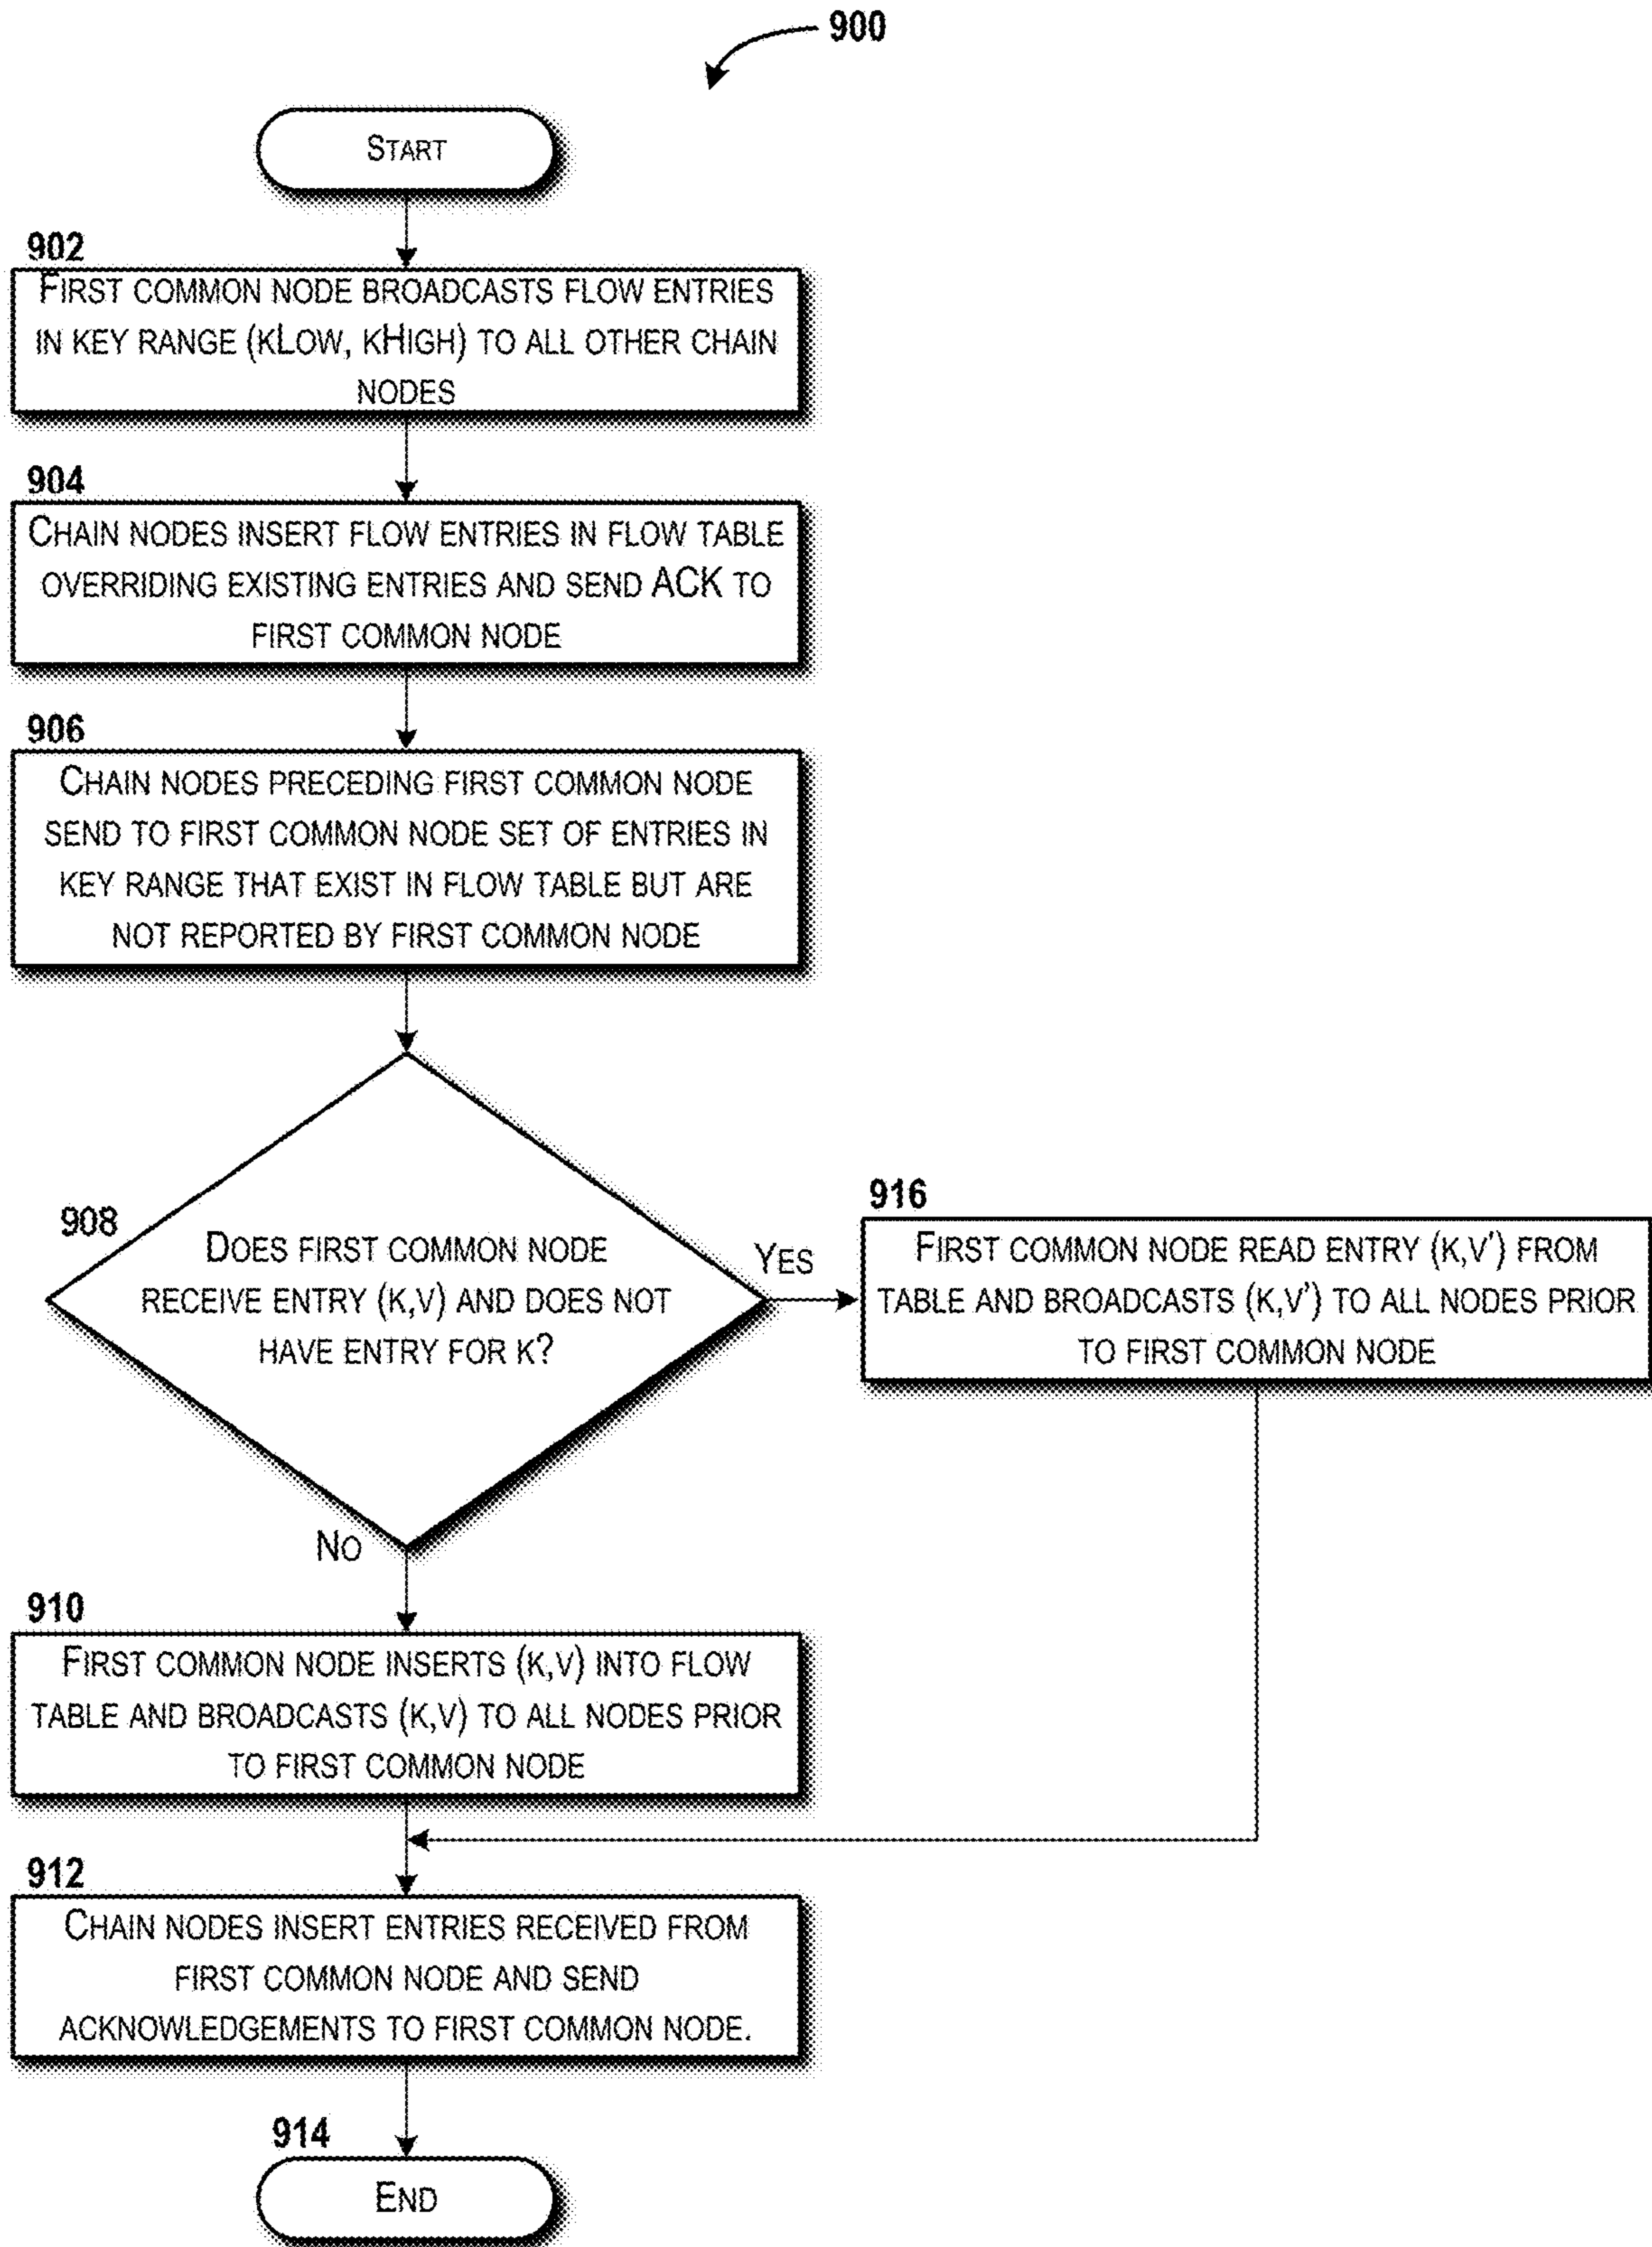 900
START
902
FIRST COMMON NODE BROADCASTS FLOW ENTRIES
IN KEY RANGE (KLOW, KHIGH) TO ALL OTHER CHAIN
NODES
904
CHAIN NODES INSERT FLOW ENTRIES IN FLOW TABLE
OVERRIDING EXISTING ENTRIES AND SEND ACK TO
FIRST COMMON NODE
906
CHAIN NODES PRECEDING FIRST COMMON NODE
SEND TO FIRST COMMON NODE SET OF ENTRIES IN
KEY RANGE THAT EXIST IN FLOW TABLE BUT ARE
NOT REPORTED BY FIRST COMMON NODE
908
DOES FIRST COMMON NODE
RECEIVE ENTRY (K,V) AND DOES NOT
HAVE ENTRY FOR K?
YES
916
FIRST COMMON NODE READ ENTRY (K,V') FROM
TABLE AND BROADCASTS (K,V') TO ALL NODES PRIOR
TO FIRST COMMON NODE
NO
910
FIRST COMMON NODE INSERTS (K,V) INTO FLOW
TABLE AND BROADCASTS (K,V) TO ALL NODES PRIOR
TO FIRST COMMON NODE
912
CHAIN NODES INSERT ENTRIES RECEIVED FROM
FIRST COMMON NODE AND SEND
ACKNOWLEDGEMENTS TO FIRST COMMON NODE.
914
END